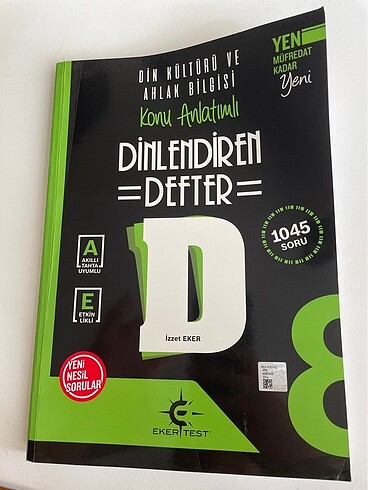 DİN KÜLTÜRÜ VE
AHLAK BİLGİSİ
Konu Anlatımlı
DİNLENDİREN
=DEFTER=
YENİ
MÜFREDAT
KADAR
Yeni
1045
SORU
A
AKILLI
TAHTA
UYUMLU
E
ETKİN
LİKLİ
D
İzzet EKER
YENİ
NESİL
SORULAR
8
EKER TEST